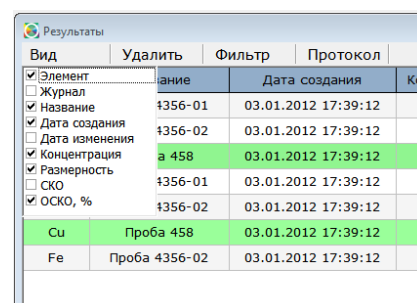 Результаты
Вид Удалить Фильтр Протокол
Элемент
Журнал
Название
Дата создания
Дата изменения
Концентрация
Размерность
СКО
ОСКО, %
вание Дата создания К
4356-01 03.01.2012 17:39:12
4356-02 03.01.2012 17:39:12
а 458 03.01.2012 17:39:12
4356-01 03.01.2012 17:39:12
4356-02 03.01.2012 17:39:12
Cu Проба 458 03.01.2012 17:39:12
Fe Проба 4356-02 03.01.2012 17:39:12